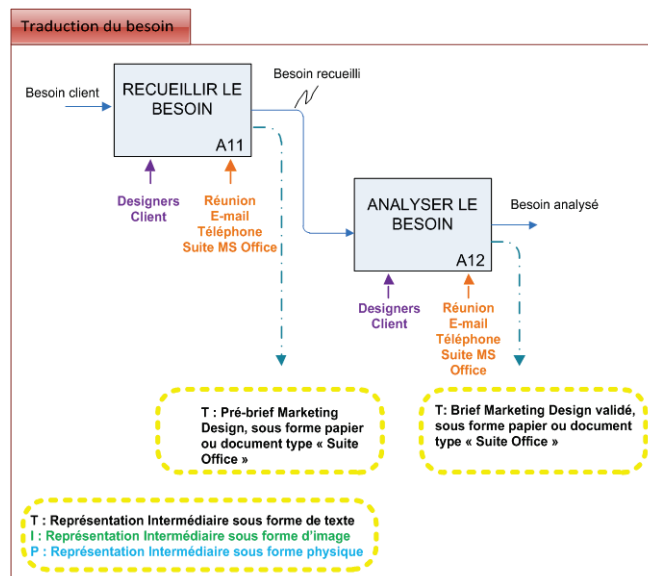 Traduction du besoin
Besoin client
RECUEILLIR LE
BESOIN
A11
Besoin recueilli
Designers
Client
Réunion
E-mail
Téléphone
Suite MS Office
ANALYSER LE
BESOIN
A12
Besoin analysé
Designers
Client
Réunion
E-mail
Téléphone
Suite MS
Office
T : Pré-brief Marketing
Design, sous forme papier
ou document type « Suite
Office »
T: Brief Marketing Design validé,
sous forme papier ou document
type « Suite Office »
T : Représentation Intermédiaire sous forme de texte
I : Représentation Intermédiaire sous forme d'image
P : Représentation Intermédiaire sous forme physique